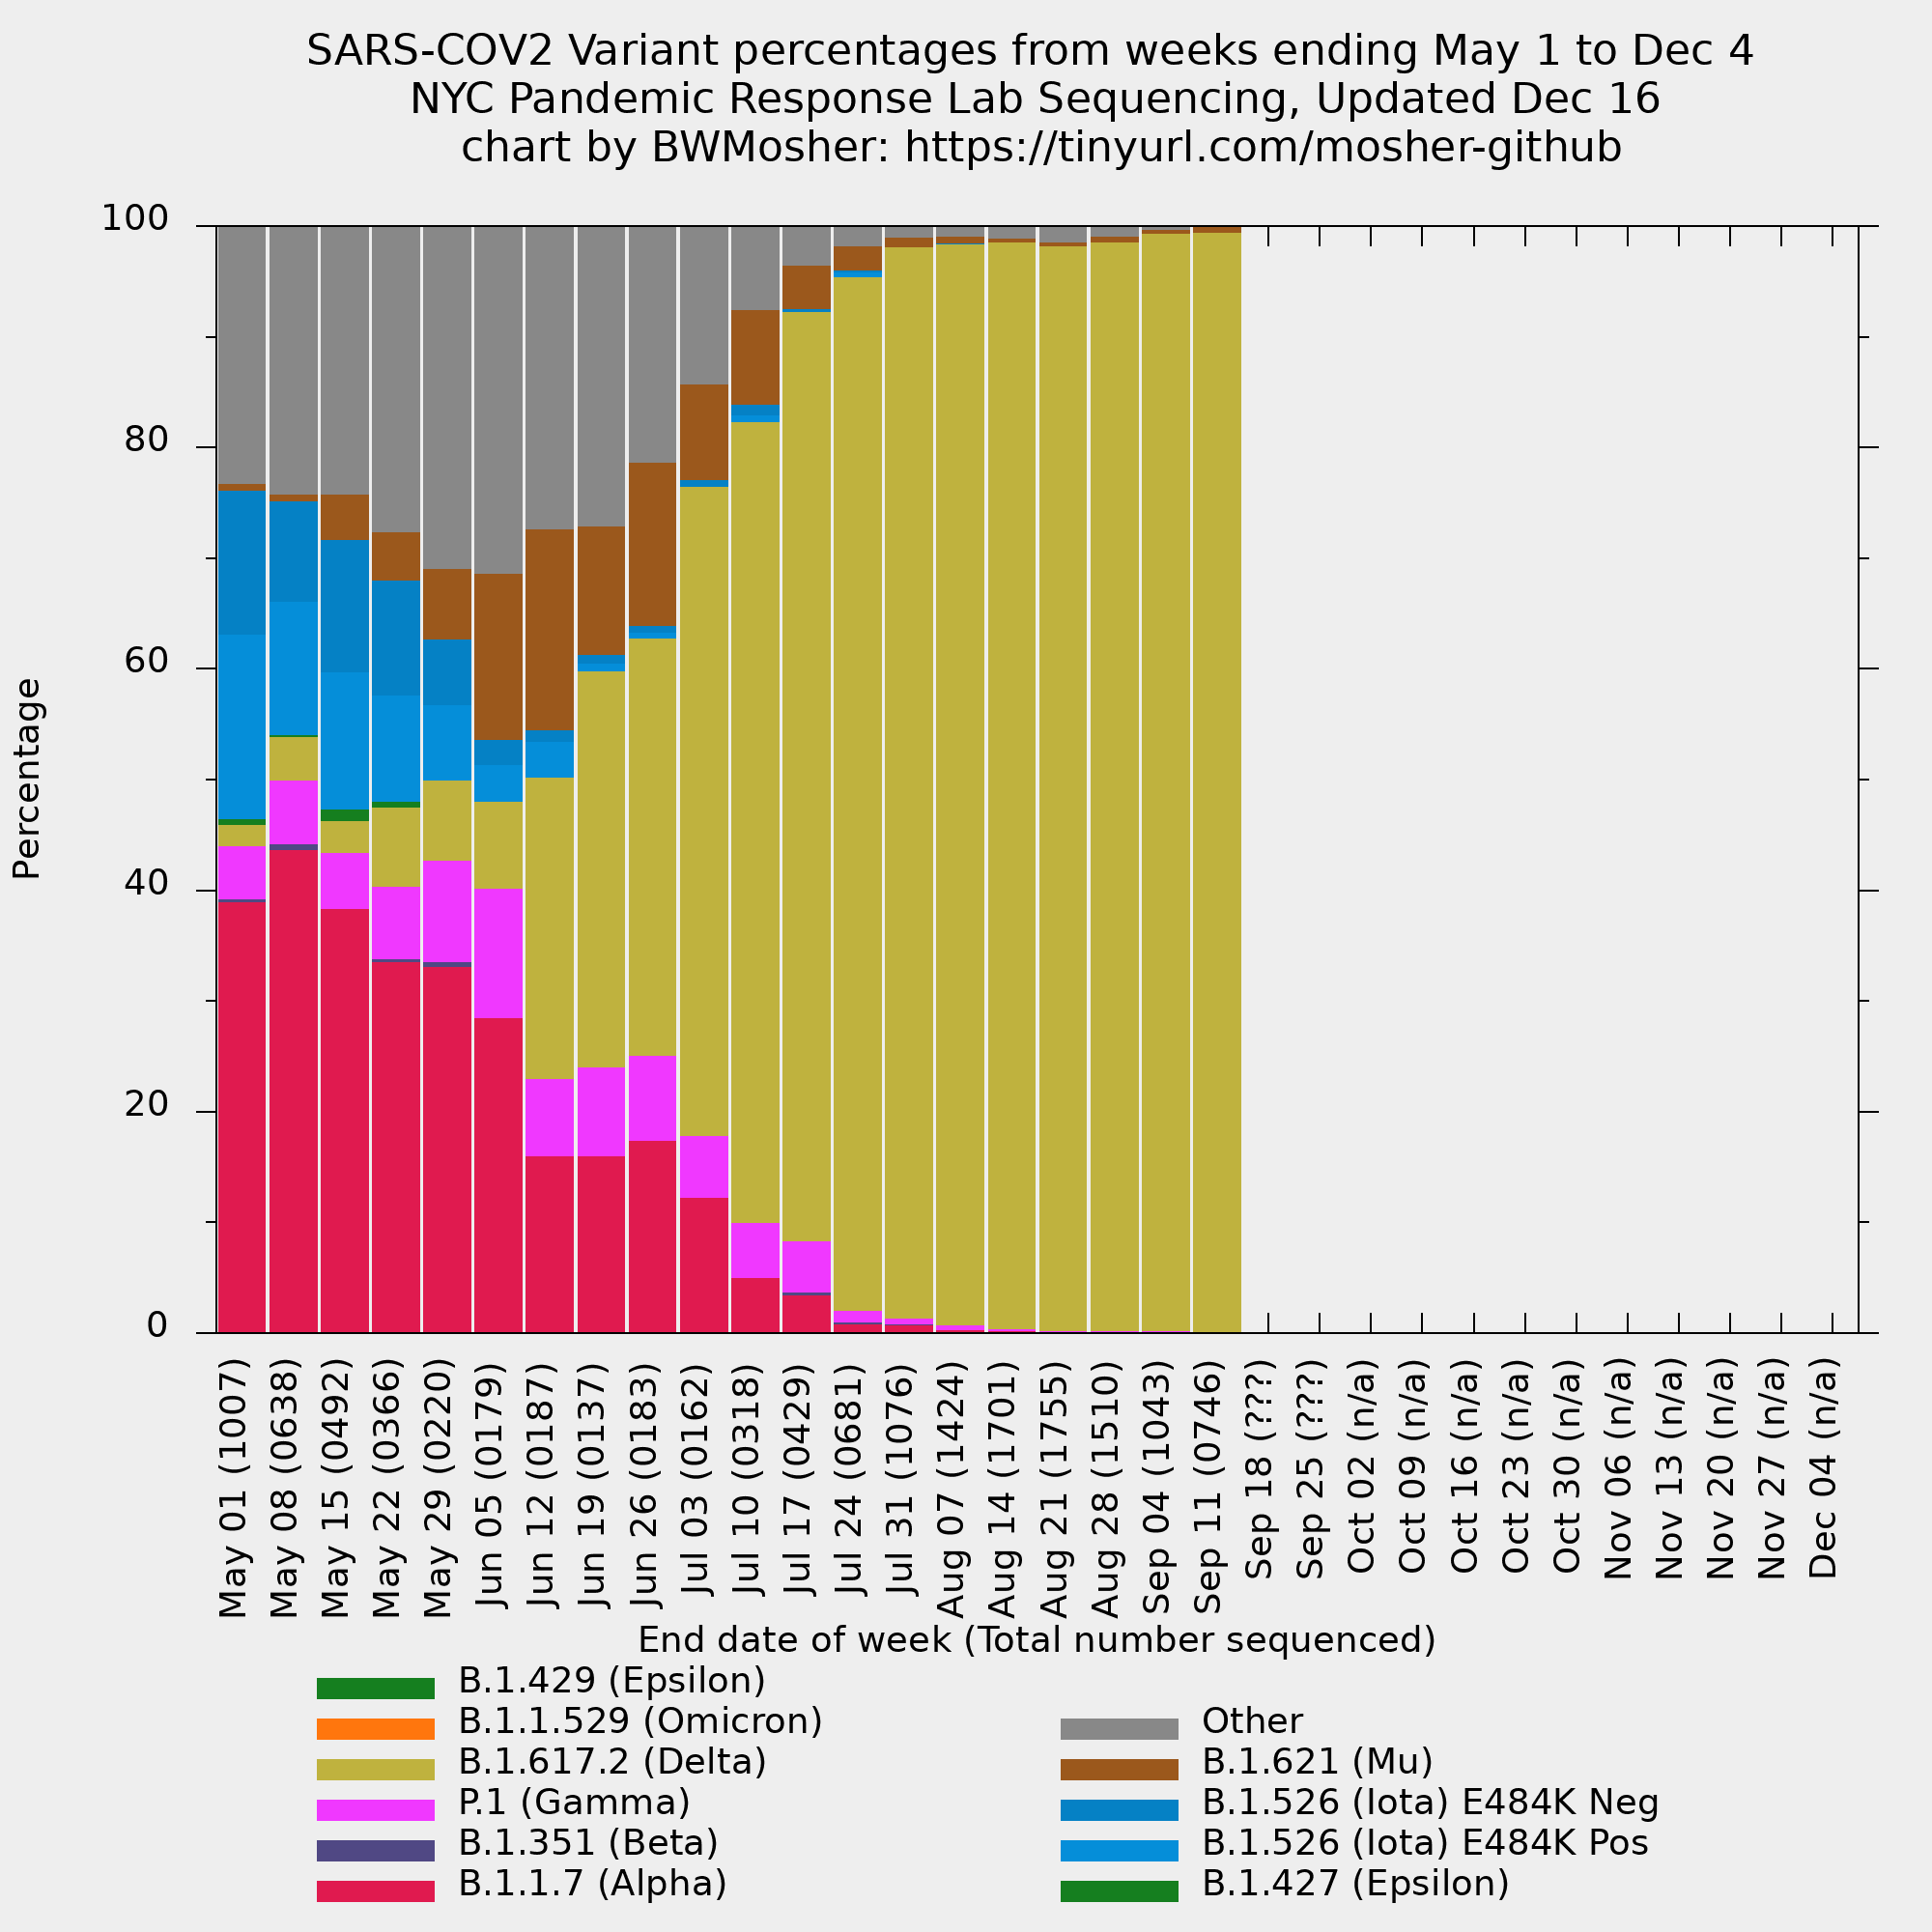 SARS-COV2 Variant percentages from weeks ending May 1 to Dec 4
NYC Pandemic Response Lab Sequencing, Updated Dec 16
chart by BWMosher: https://tinyurl.com/mosher-github
100
80
60
40
20
0
Percentage
May 01 (1007)
May 08 (0638)
May 15 (0492)
May 22 (0366)
May 29 (0220)
Jun 05 (0179)
Jun 12 (0187)
Jun 19 (0137)
Jun 26 (0183)
Jul 03 (0162)
Jul 10 (0318)
Jul 17 (0429)
Jul 24 (0681)
Jul 31 (1076)
Aug 07 (1424)
Aug 14 (1701)
Aug 21 (1755)
Aug 28 (1510)
Sep 04 (1043)
Sep 11 (0746)
Sep 18 (???)
Sep 25 (???)
Oct 02 (n/a)
Oct 09 (n/a)
Oct 16 (n/a)
Oct 23 (n/a)
Oct 30 (n/a)
Nov 06 (n/a)
Nov 13 (n/a)
Nov 20 (n/a)
Nov 27 (n/a)
Dec 04 (n/a)
End date of week (Total number sequenced)
B.1.429 (Epsilon)
B.1.1.529 (Omicron)
B.1.617.2 (Delta)
P.1 (Gamma)
B.1.351 (Beta)
B.1.1.7 (Alpha)
Other
B.1.621 (Mu)
B.1.526 (Iota) E484K Neg
B.1.526 (Iota) E484K Pos
B.1.427 (Epsilon)